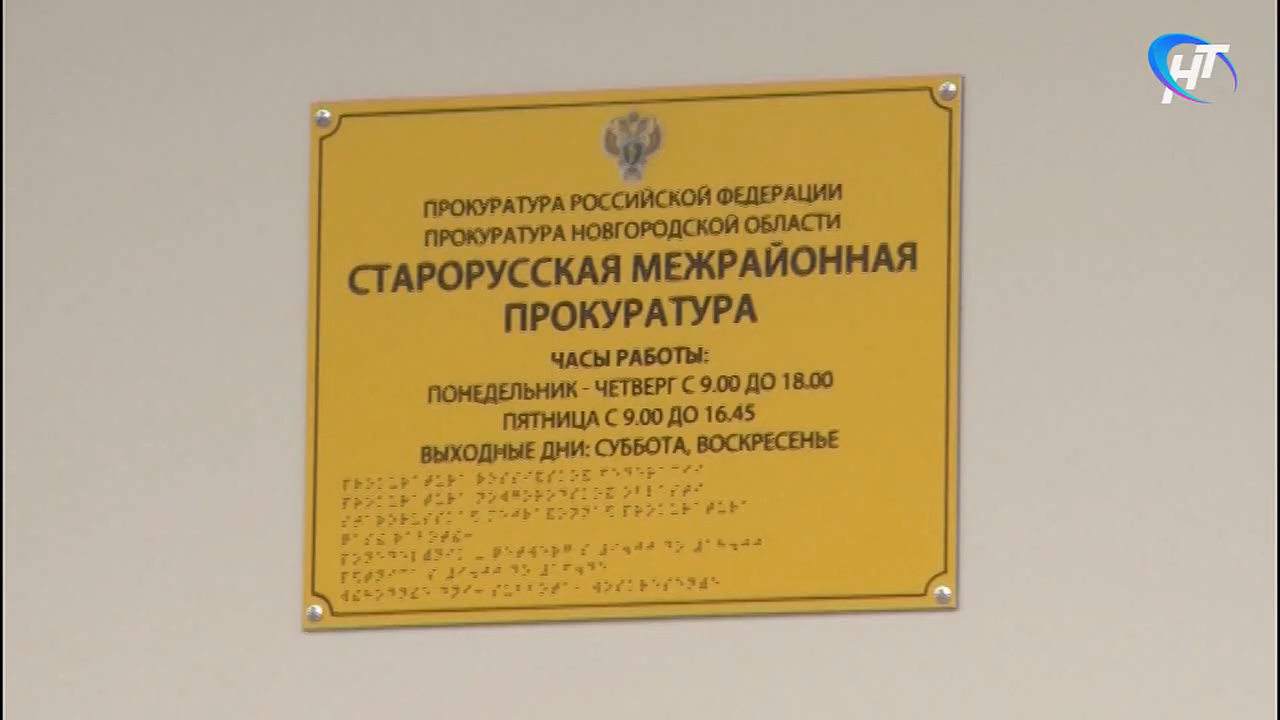 НТ
ПРОКУРАТУРА РОССИЙСКОЙ ФЕДЕРАЦИИ
ПРОКУРАТУРА НОВГОРОДСКОЙ ОБЛАСТИ
СТАРОРУССКАЯ МЕЖРАЙОННАЯ
ПРОКУРАТУРА
ЧАСЫ РАБОТЫ:
ПОНЕДЕЛЬНИК - ЧЕТВЕРГ С 9.00 ДО 18.00
ПЯТНИЦА С 9.00 ДО 16.45
ВЫХОДНЫЕ ДНИ: СУББОТА, ВОСКРЕСЕНЬЕ